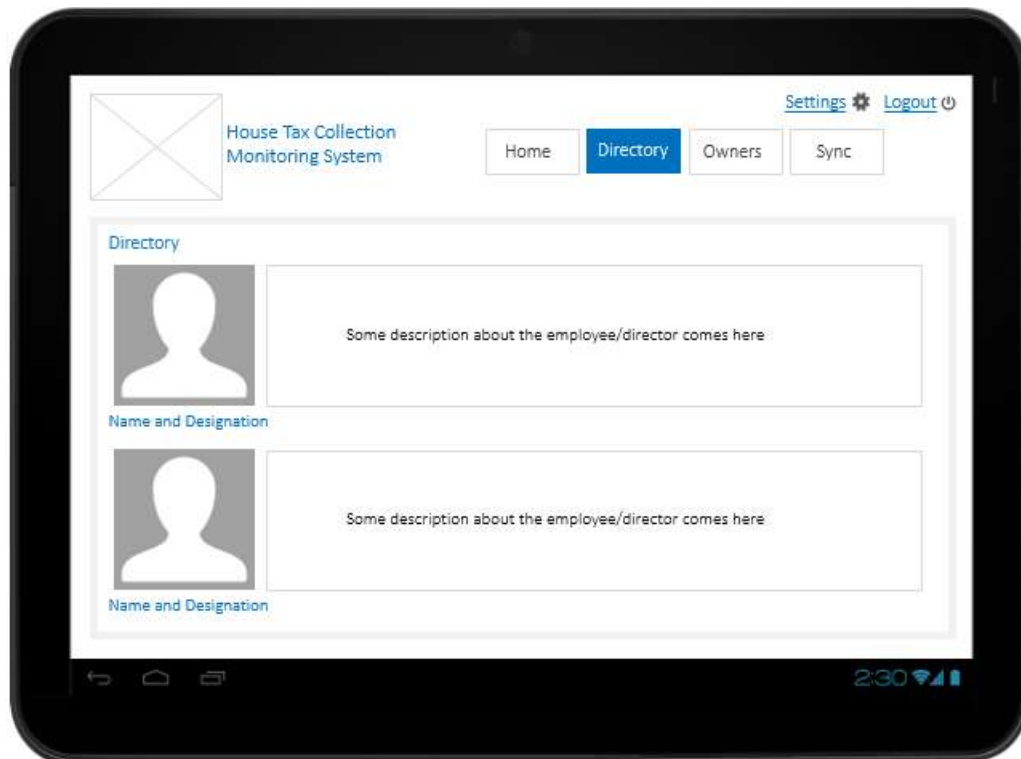 Settings Logout
House Tax Collection
Monitoring System
Home Directory Owners Sync
Directory
Some description about the employee/director comes here
Name and Designation
Some description about the employee/director comes here
Name and Designation
2:30